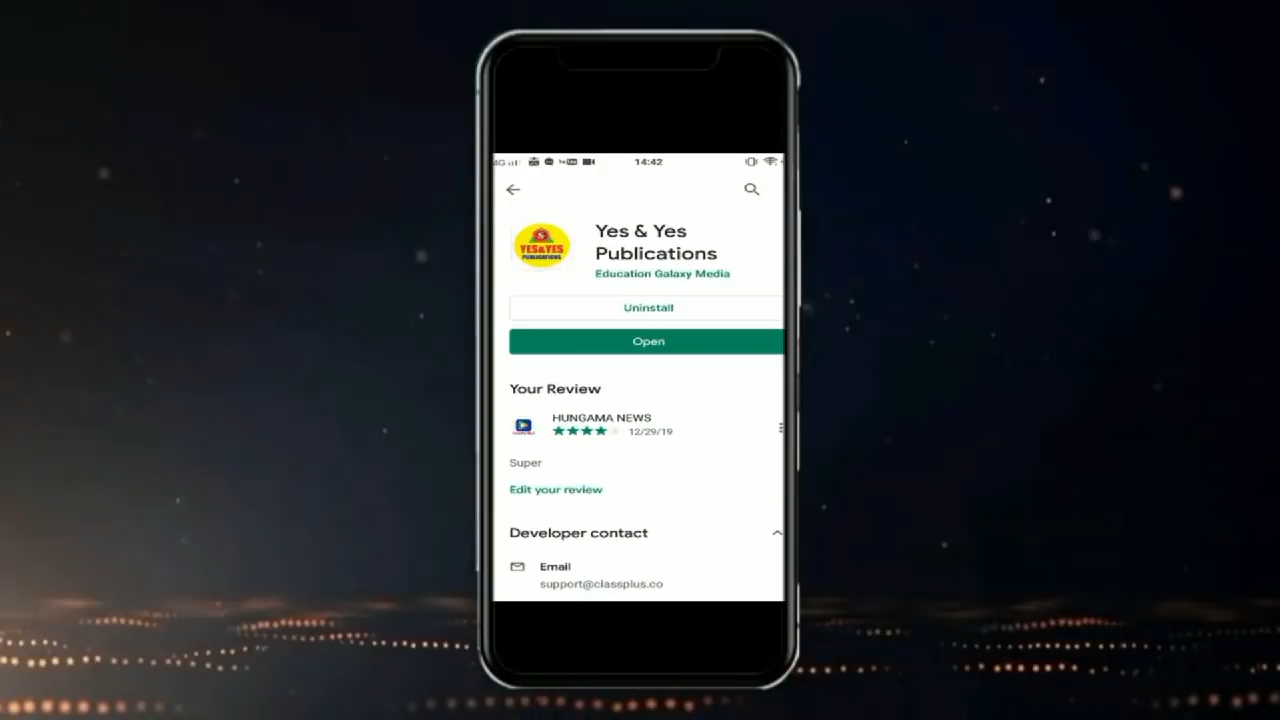 4G 14:42
Yes & Yes
Publications
YES&YES
PUBLICATIONS
Education Galaxy Media
Uninstall
Open
Your Review
HUNGAMA NEWS
12/29/19
Super
Edit your review
Developer contact
Email
support@classplus.co